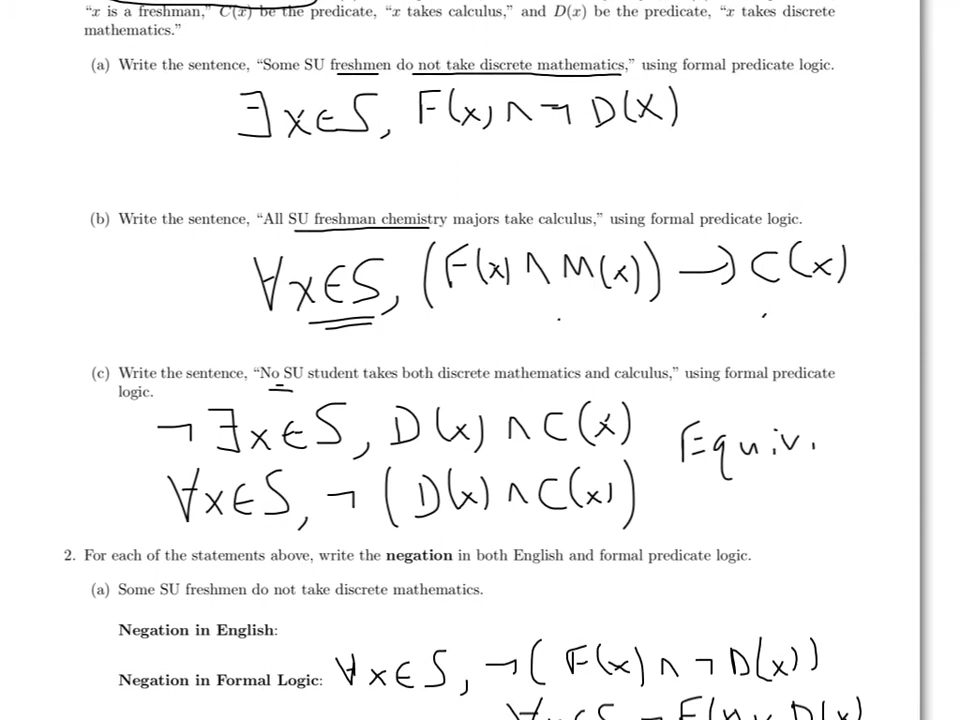 "x is a freshman," C(x) be the predicate, "x takes calculus," and D(x) be the predicate, "x takes discrete
mathematics."
(a) Write the sentence, "Some SU freshmen do not take discrete mathematics," using formal predicate logic.
∃x∈S, F(x) ∧ ¬ D(x)
(b) Write the sentence, "All SU freshman chemistry majors take calculus," using formal predicate logic.
∀x∈S, (F(x) ∧ M(x)) → C(x)
(c) Write the sentence, "No SU student takes both discrete mathematics and calculus," using formal predicate
logic.
¬∃x∈S, D(x) ∧ C(x)
Equiv.
∀x∈S, ¬(D(x) ∧ C(x))
2. For each of the statements above, write the negation in both English and formal predicate logic.
(a) Some SU freshmen do not take discrete mathematics.
Negation in English:
Negation in Formal Logic: ∀x∈S, ¬(F(x) ∧ ¬D(x))